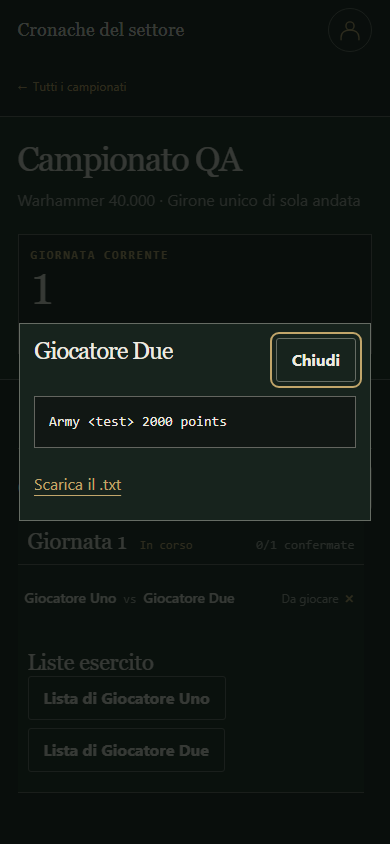 Cronache del settore
← Tutti i campionati
Campionato QA
Warhammer 40.000 · Girone unico di sola andata
GIORNATA CORRENTE
1
Giocatore Due
Chiudi
Army <test> 2000 points
Scarica il .txt
Giornata 1 In corso 0/1 confermate
Giocatore Uno vs Giocatore Due Da giocare ×
Liste esercito
Lista di Giocatore Uno
Lista di Giocatore Due